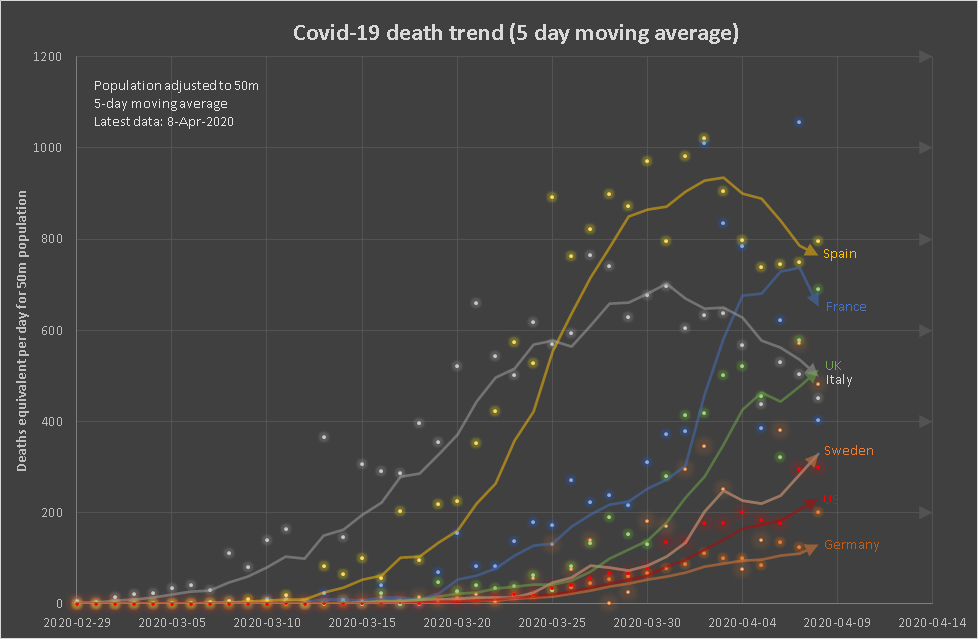 Covid-19 death trend (5 day moving average)
1200
Population adjusted to 50m
5-day moving average
Latest data: 8-Apr-2020
1000
800
600
400
200
0
Deaths equivalent per day for 50m population
Spain
France
UK
Italy
Sweden
Germany
2020-02-29
2020-03-05
2020-03-10
2020-03-15
2020-03-20
2020-03-25
2020-03-30
2020-04-04
2020-04-09
2020-04-14